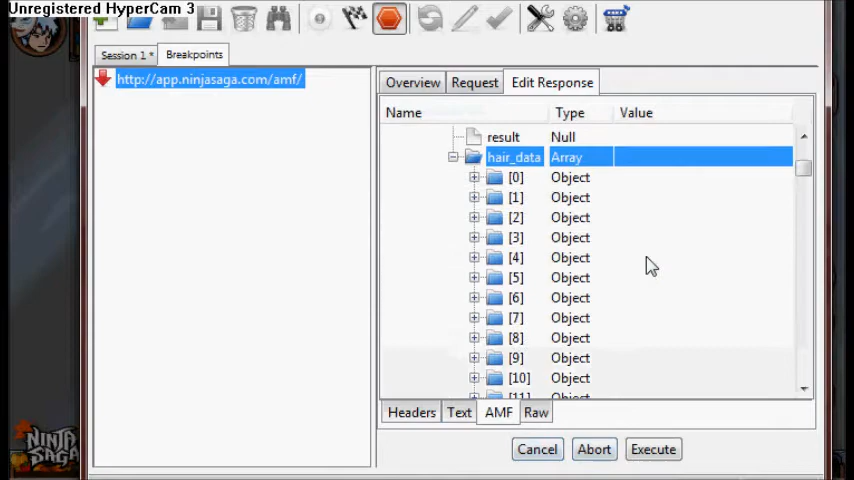 Unregistered HyperCam 3
Session 1 *
Breakpoints
http://app.ninjasaga.com/amf/
Overview
Request
Edit Response
Name
Type
Value
result
Null
hair_data
Array
[0]
Object
[1]
Object
[2]
Object
[3]
Object
[4]
Object
[5]
Object
[6]
Object
[7]
Object
[8]
Object
[9]
Object
[10]
Object
[11]
Object
Headers
Text
AMF
Raw
Cancel
Abort
Execute
NINJA
SAGA